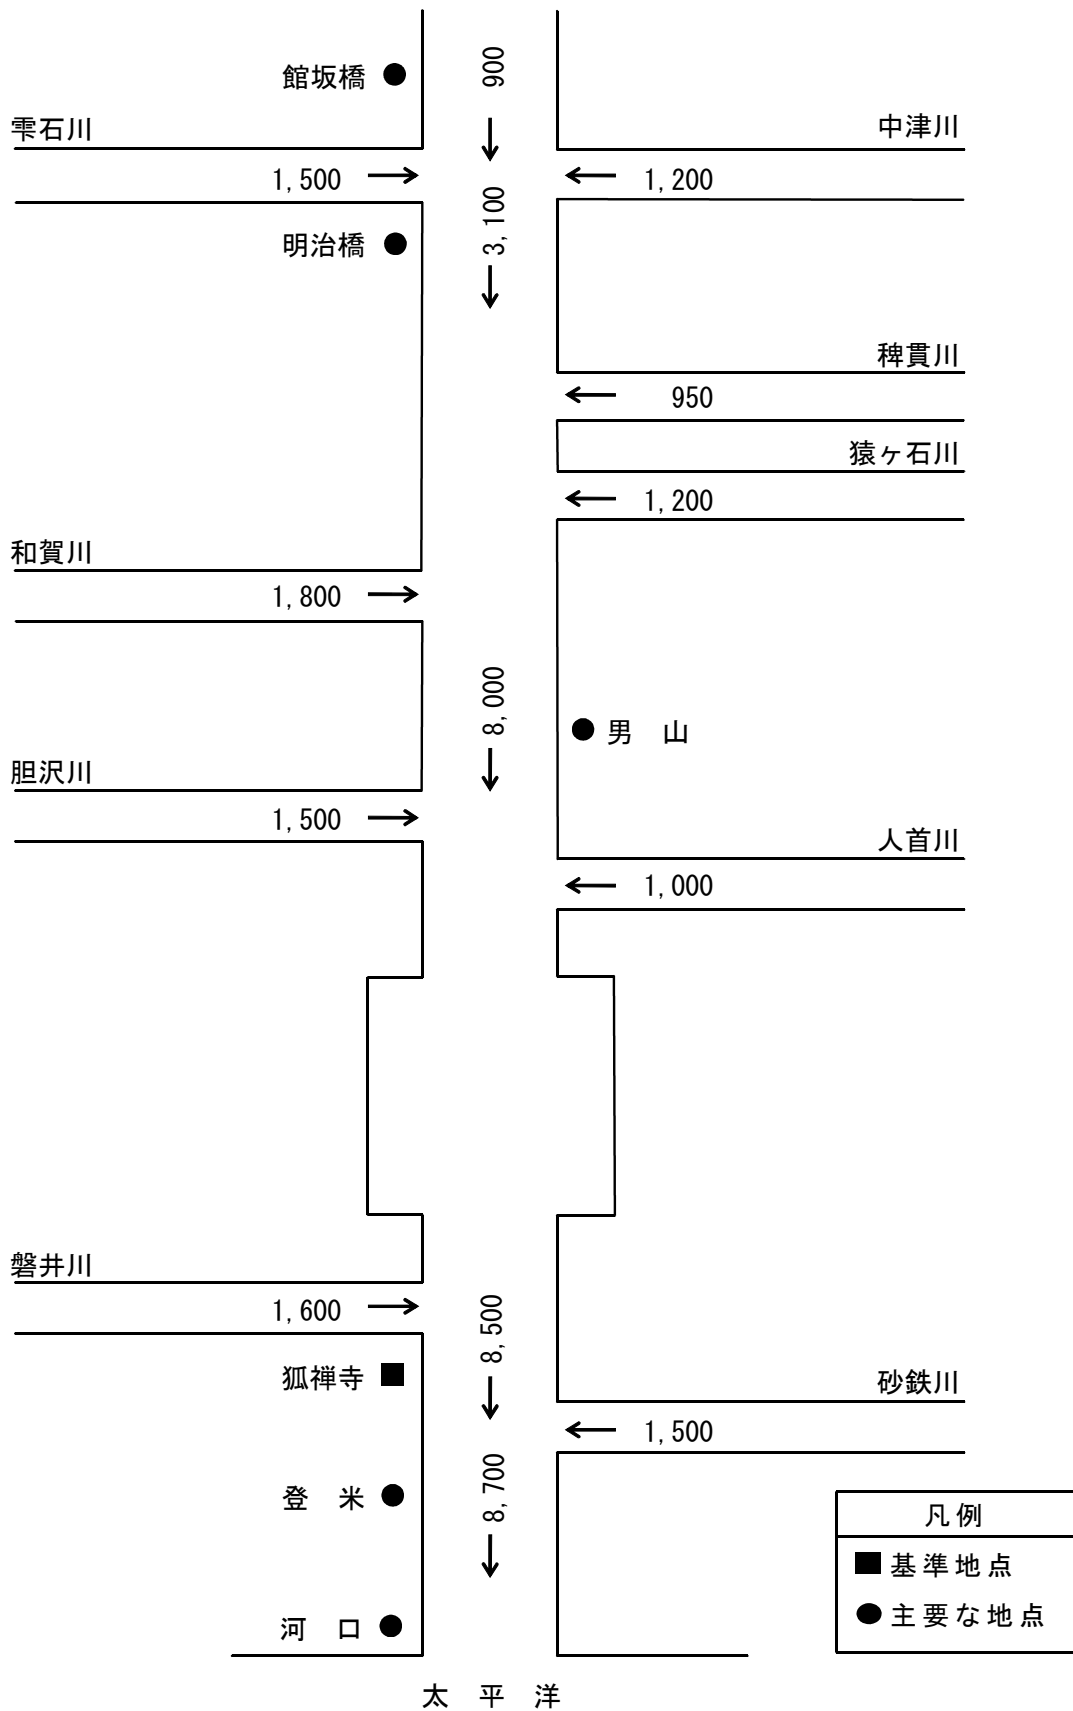 館坂橋
900
雫石川
中津川
1,500
1,200
3,100
明治橋
稗貫川
950
猿ヶ石川
1,200
和賀川
1,800
8,000
男 山
胆沢川
1,500
人首川
1,000
磐井川
1,600
8,500
狐禅寺
砂鉄川
1,500
8,700
登 米
凡例
基準地点
主要な地点
河 口
太 平 洋